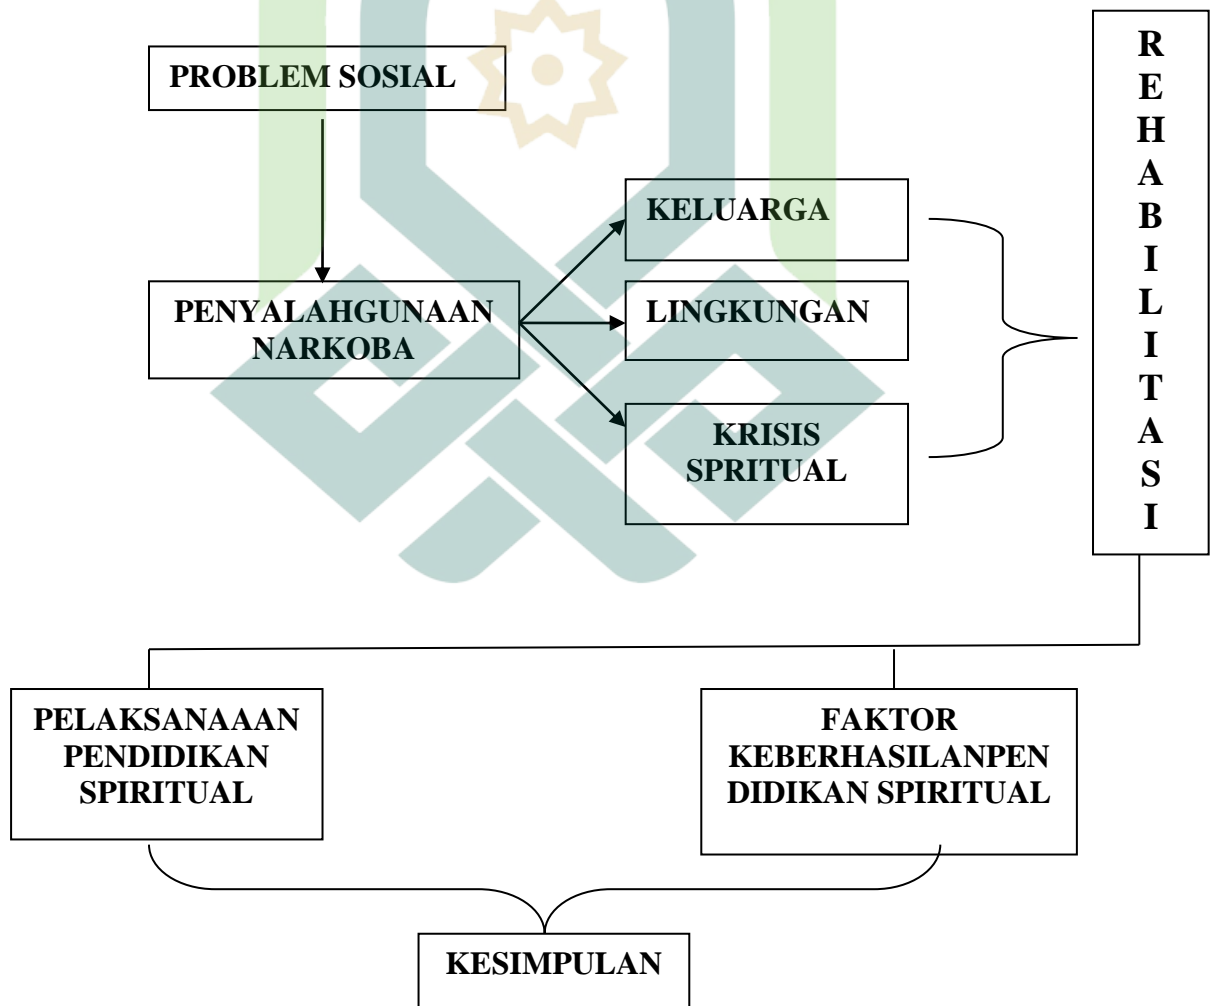 PROBLEM SOSIAL
PENYALAHGUNAAN
NARKOBA
KELUARGA
LINGKUNGAN
KRISIS
SPRITUAL
R
E
H
A
B
I
L
I
T
A
S
I
PELAKSANAAAN
PENDIDIKAN
SPIRITUAL
FAKTOR
KEBERHASILANPEN
DIDIKAN SPIRITUAL
KESIMPULAN